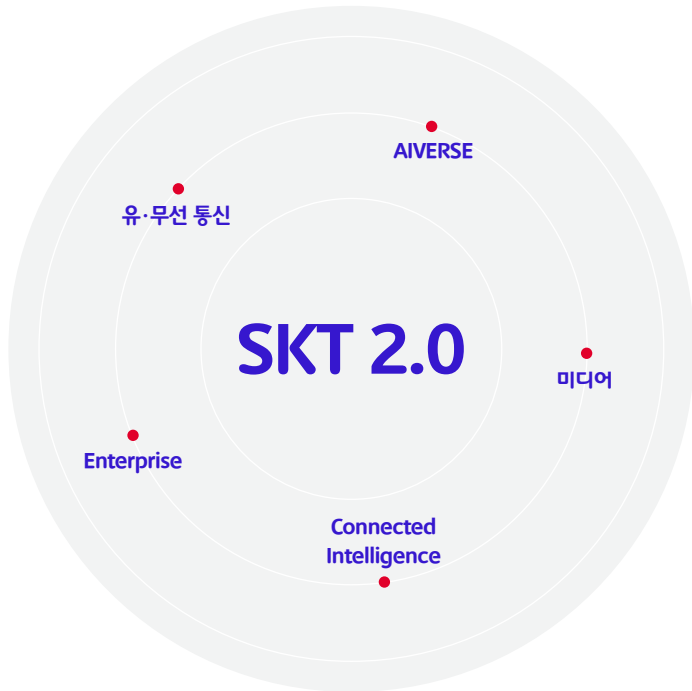 AIVERSE
유·무선 통신
SKT 2.0
미디어
Enterprise
Connected
Intelligence